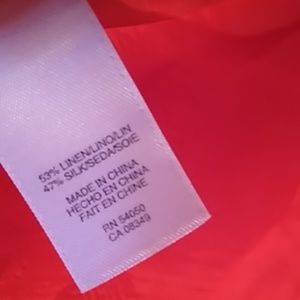 53% LINEN/LINO/LIN
47% SILK/SEDA/SOIE
MADE IN CHINA
HECHO EN CHINA
FAIT EN CHINE
RN 54050
CA 08349